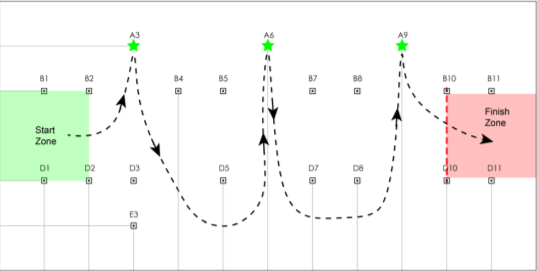 A3 A6 A9
B1 B2 B4 B5 B7 B8 B10 B11
Start
Zone
Finish
Zone
D1 D2 D3 D5 D7 D8 D10 D11
E3